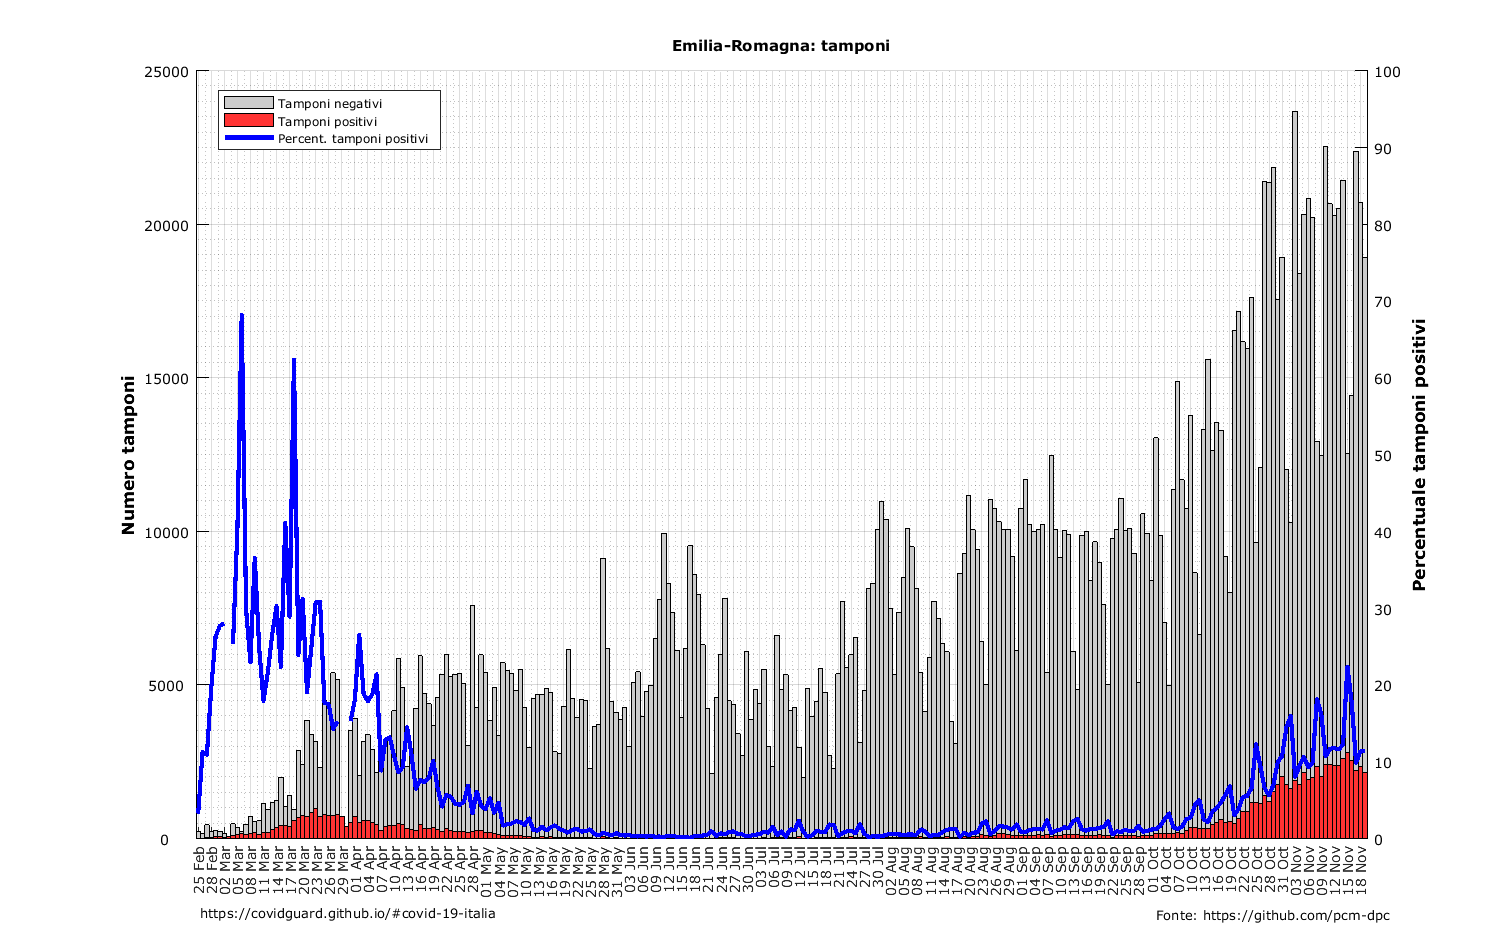 Emilia-Romagna: tamponi
Tamponi negativi
Tamponi positivi
Percent. tamponi positivi
Numero tamponi
25000
20000
15000
10000
5000
0
Percentuale tamponi positivi
100
90
80
70
60
50
40
30
20
10
0
25 Feb
28 Feb
02 Mar
05 Mar
08 Mar
11 Mar
14 Mar
17 Mar
20 Mar
23 Mar
26 Mar
29 Mar
01 Apr
04 Apr
07 Apr
10 Apr
13 Apr
16 Apr
19 Apr
22 Apr
25 Apr
28 Apr
01 May
04 May
07 May
10 May
13 May
16 May
19 May
22 May
25 May
28 May
31 May
03 Jun
06 Jun
09 Jun
12 Jun
15 Jun
18 Jun
21 Jun
24 Jun
27 Jun
30 Jun
03 Jul
06 Jul
09 Jul
12 Jul
15 Jul
18 Jul
21 Jul
24 Jul
27 Jul
30 Jul
02 Aug
05 Aug
08 Aug
11 Aug
14 Aug
17 Aug
20 Aug
23 Aug
26 Aug
29 Aug
01 Sep
04 Sep
07 Sep
10 Sep
13 Sep
16 Sep
19 Sep
22 Sep
25 Sep
28 Sep
01 Oct
04 Oct
07 Oct
10 Oct
13 Oct
16 Oct
19 Oct
22 Oct
25 Oct
28 Oct
31 Oct
03 Nov
06 Nov
09 Nov
12 Nov
15 Nov
18 Nov
https://covidguard.github.io/#covid-19-italia
Fonte: https://github.com/pcm-dpc